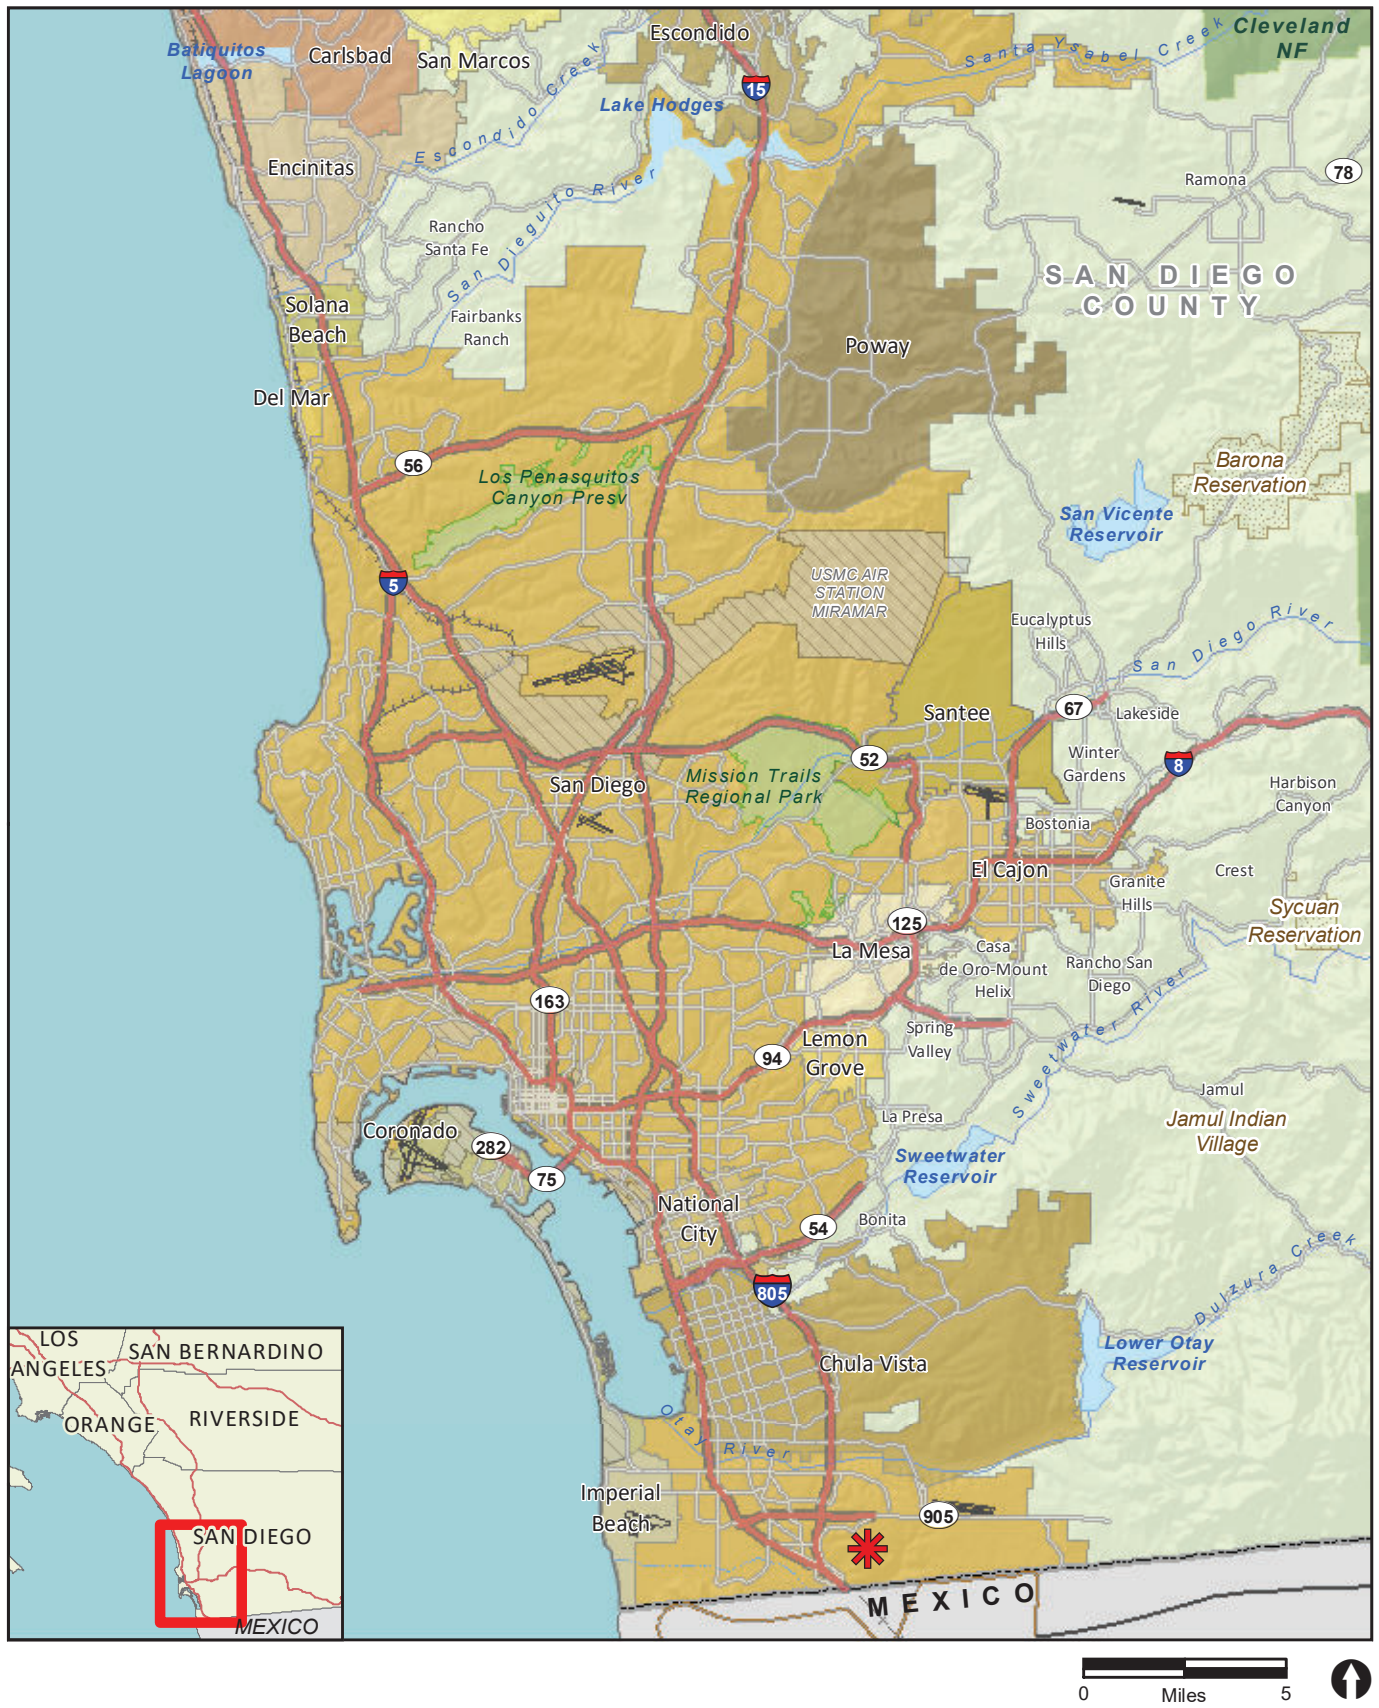 Escondido
Cleveland
NF
Batiquitos
Lagoon
Carlsbad
San Marcos
Santa Ysabel Creek
15
Lake Hodges
Escondido Creek
Encinitas
78
Ramona
San Dieguito River
Rancho
Santa Fe
SAN DIEGO
COUNTY
Solana
Beach
Fairbanks
Ranch
Poway
Del Mar
56
Los Penasquitos
Canyon Presv
Barona
Reservation
San Vicente
Reservoir
5
USMC AIR
STATION
MIRAMAR
Eucalyptus
Hills
San Diego River
Santee
67
Lakeside
52
Winter
Gardens
8
San Diego
Mission Trails
Regional Park
Harbison
Canyon
Bostonia
El Cajon
Crest
Granite
Hills
125
Sycuan
Reservation
La Mesa
Casa
de Oro-Mount
Helix
Rancho San
Diego
163
Spring
Valley
Sweetwater River
Lemon
Grove
94
Jamul
La Presa
Jamul Indian
Village
Coronado
282
75
Sweetwater
Reservoir
National
City
54
Bonita
Dulzura Creek
805
Lower Otay
Reservoir
Chula Vista
Otay River
Imperial
Beach
905
MEXICO
LOS
ANGELES
SAN BERNARDINO
ORANGE
RIVERSIDE
SAN DIEGO
MEXICO
0 Miles 5